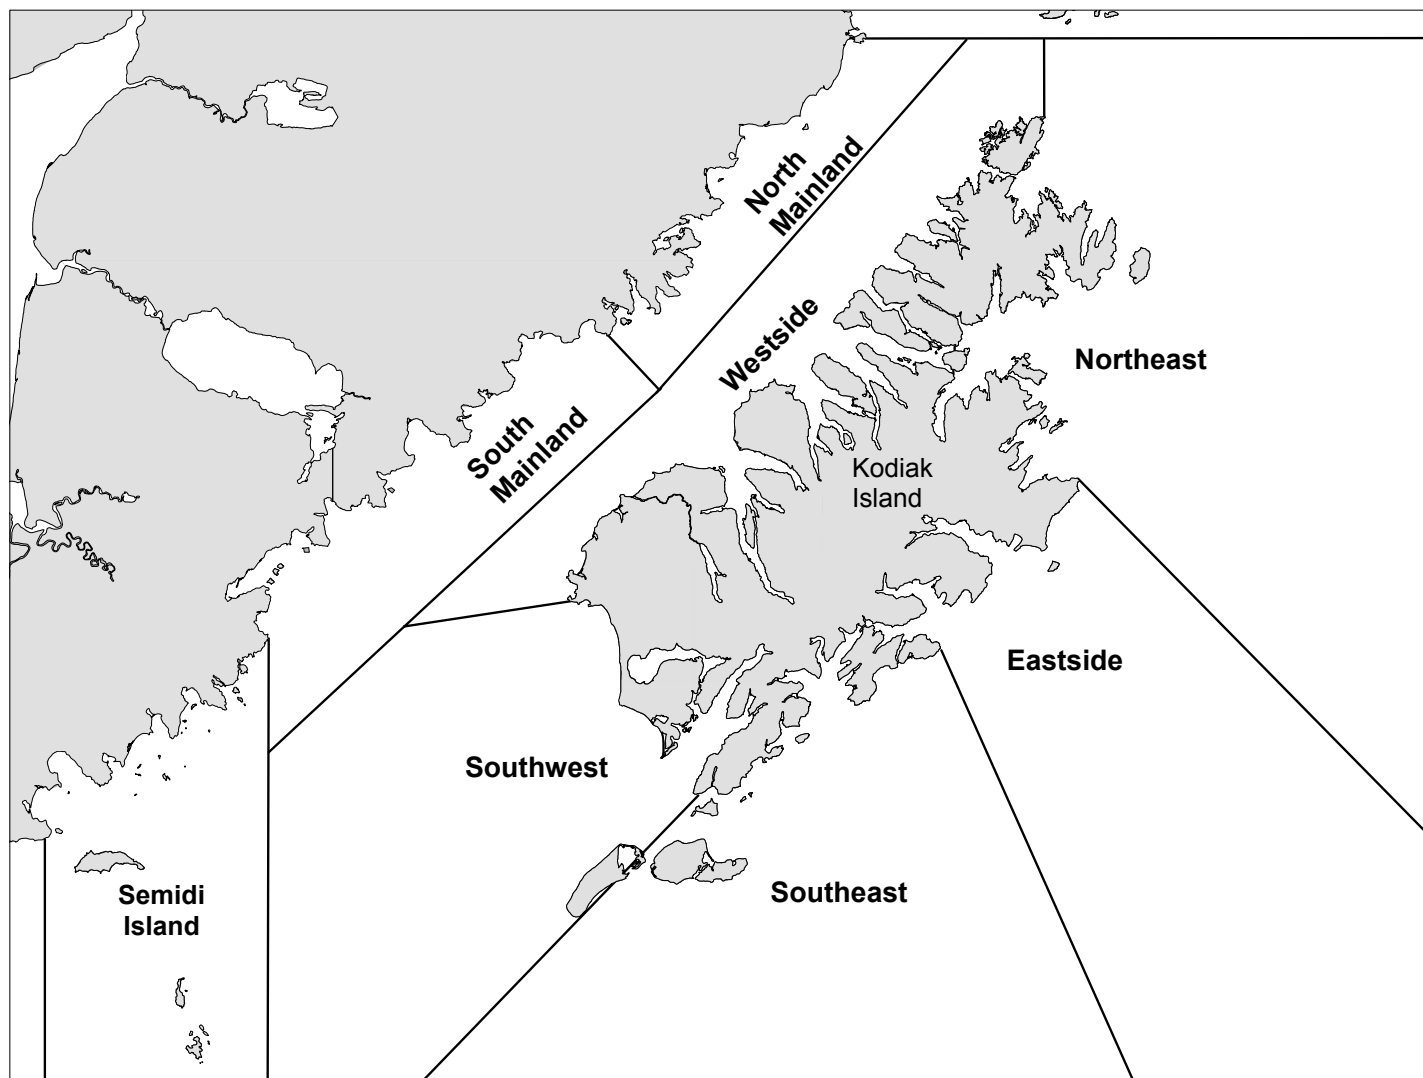 North
Mainland
Westside
Northeast
South
Mainland
Kodiak
Island
Eastside
Southwest
Semidi
Island
Southeast